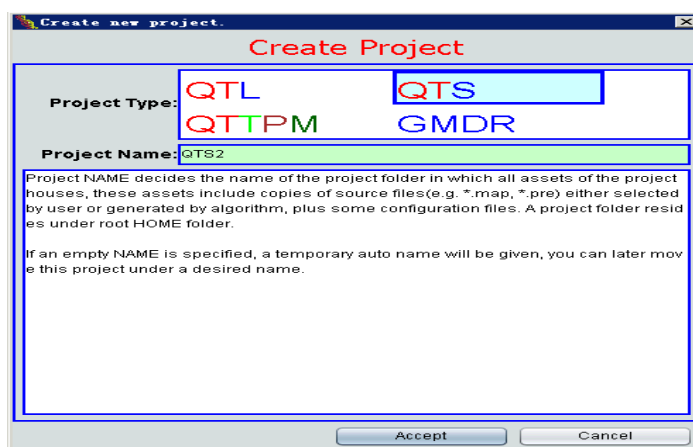 Create new project.
Create Project
Project Type:
QTL QTS
QTTPM GMDR
Project Name: QTS2
Project NAME decides the name of the project folder in which all assets of the project
houses, these assets include copies of source files(e.g. *.map, *.pre) either selected
by user or generated by algorithm, plus some configuration files. A project folder resid
es under root HOME folder.
If an empty NAME is specified, a temporary auto name will be given, you can later mov
e this project under a desired name.
Accept Cancel